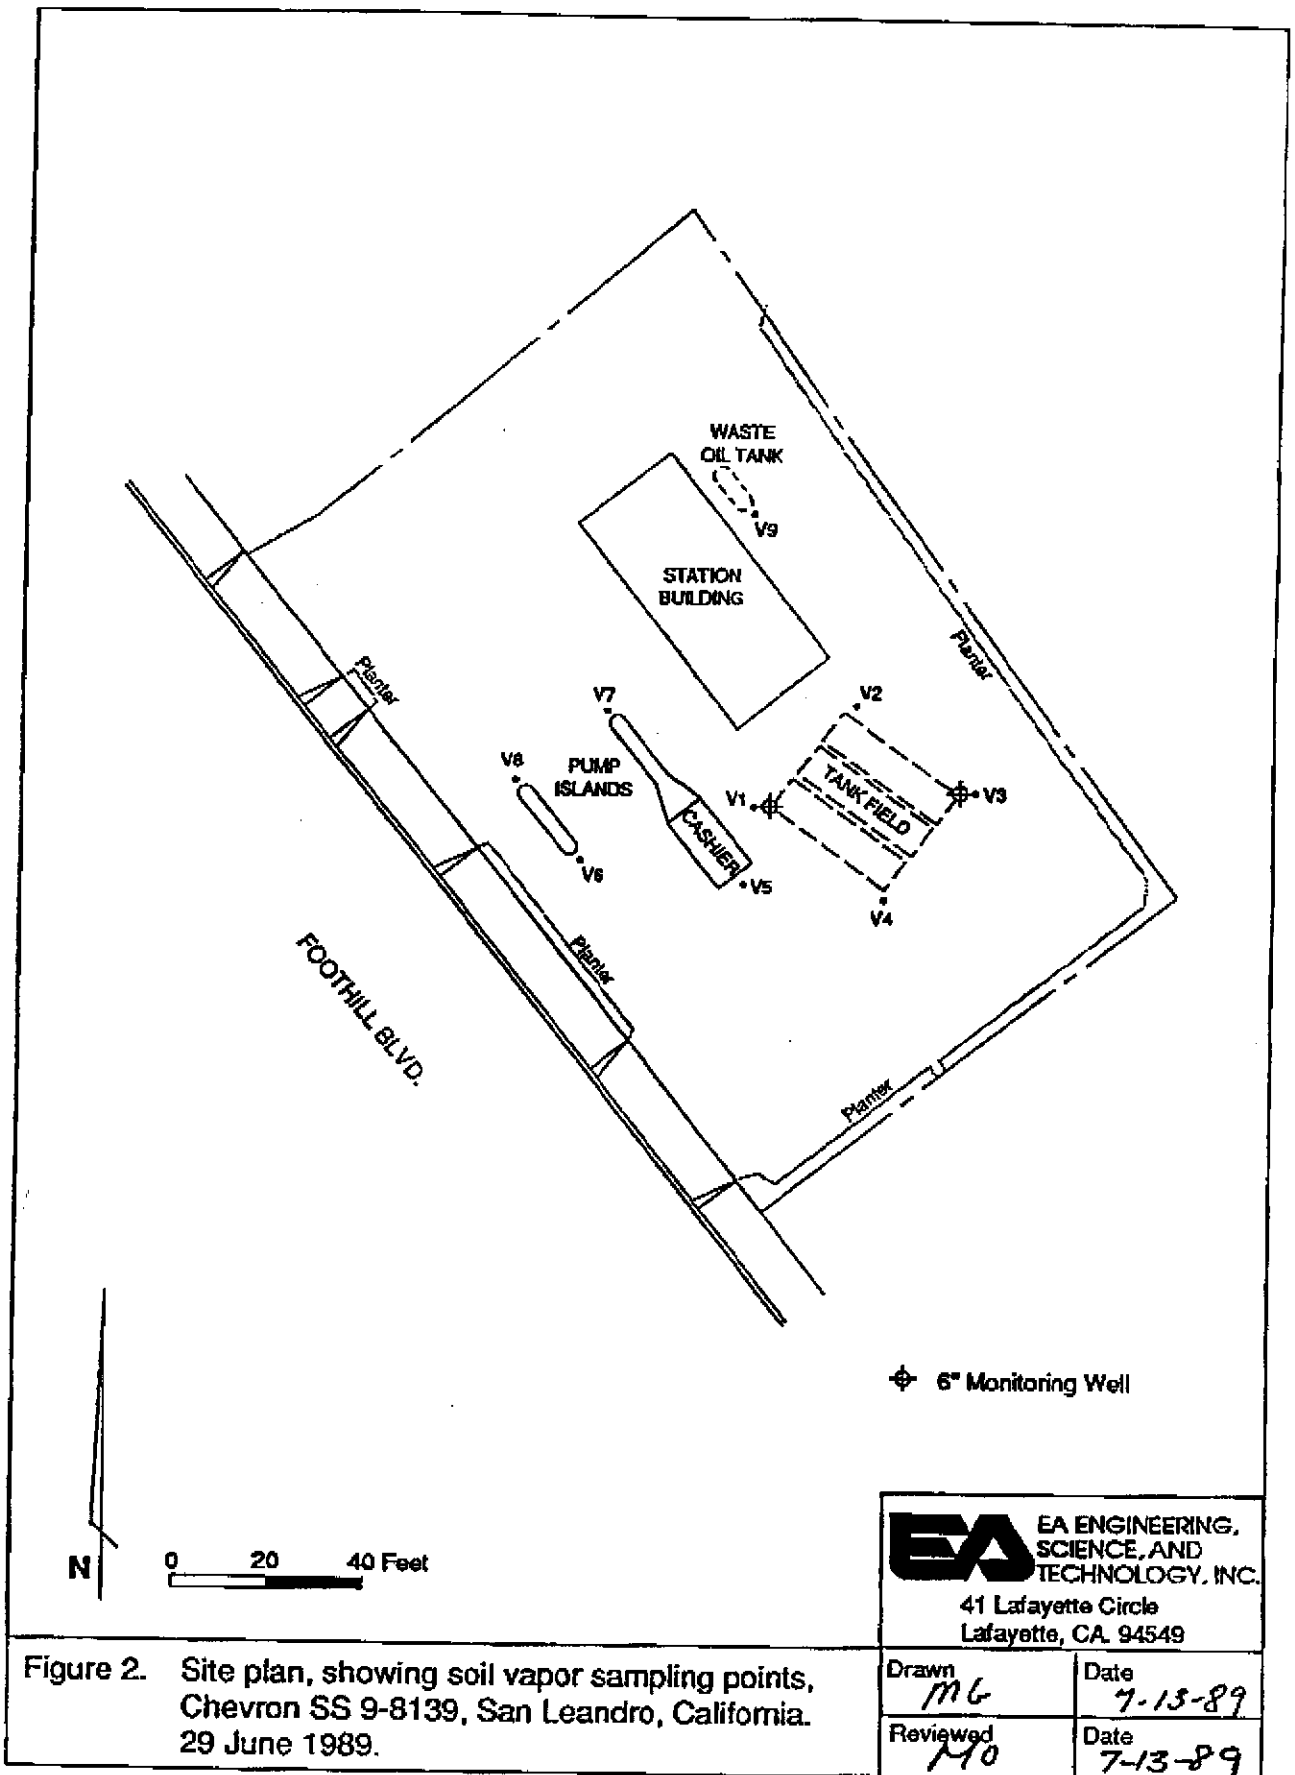 WASTE
OIL TANK
V9
STATION
BUILDING
Planter
Planter
V7
V2
V8
PUMP
ISLANDS
V1
TANK FIELD
V3
CASHIER
V6
V5
V4
Planter
FOOTHILL BLVD.
Planter
6" Monitoring Well
N
0 20 40 Feet
EA
EA ENGINEERING,
SCIENCE, AND
TECHNOLOGY, INC.
41 Lafayette Circle
Lafayette, CA. 94549
Figure 2. Site plan, showing soil vapor sampling points,
Chevron SS 9-8139, San Leandro, California.
29 June 1989.
Drawn
MG
Date
7-13-89
Reviewed
MO
Date
7-13-89